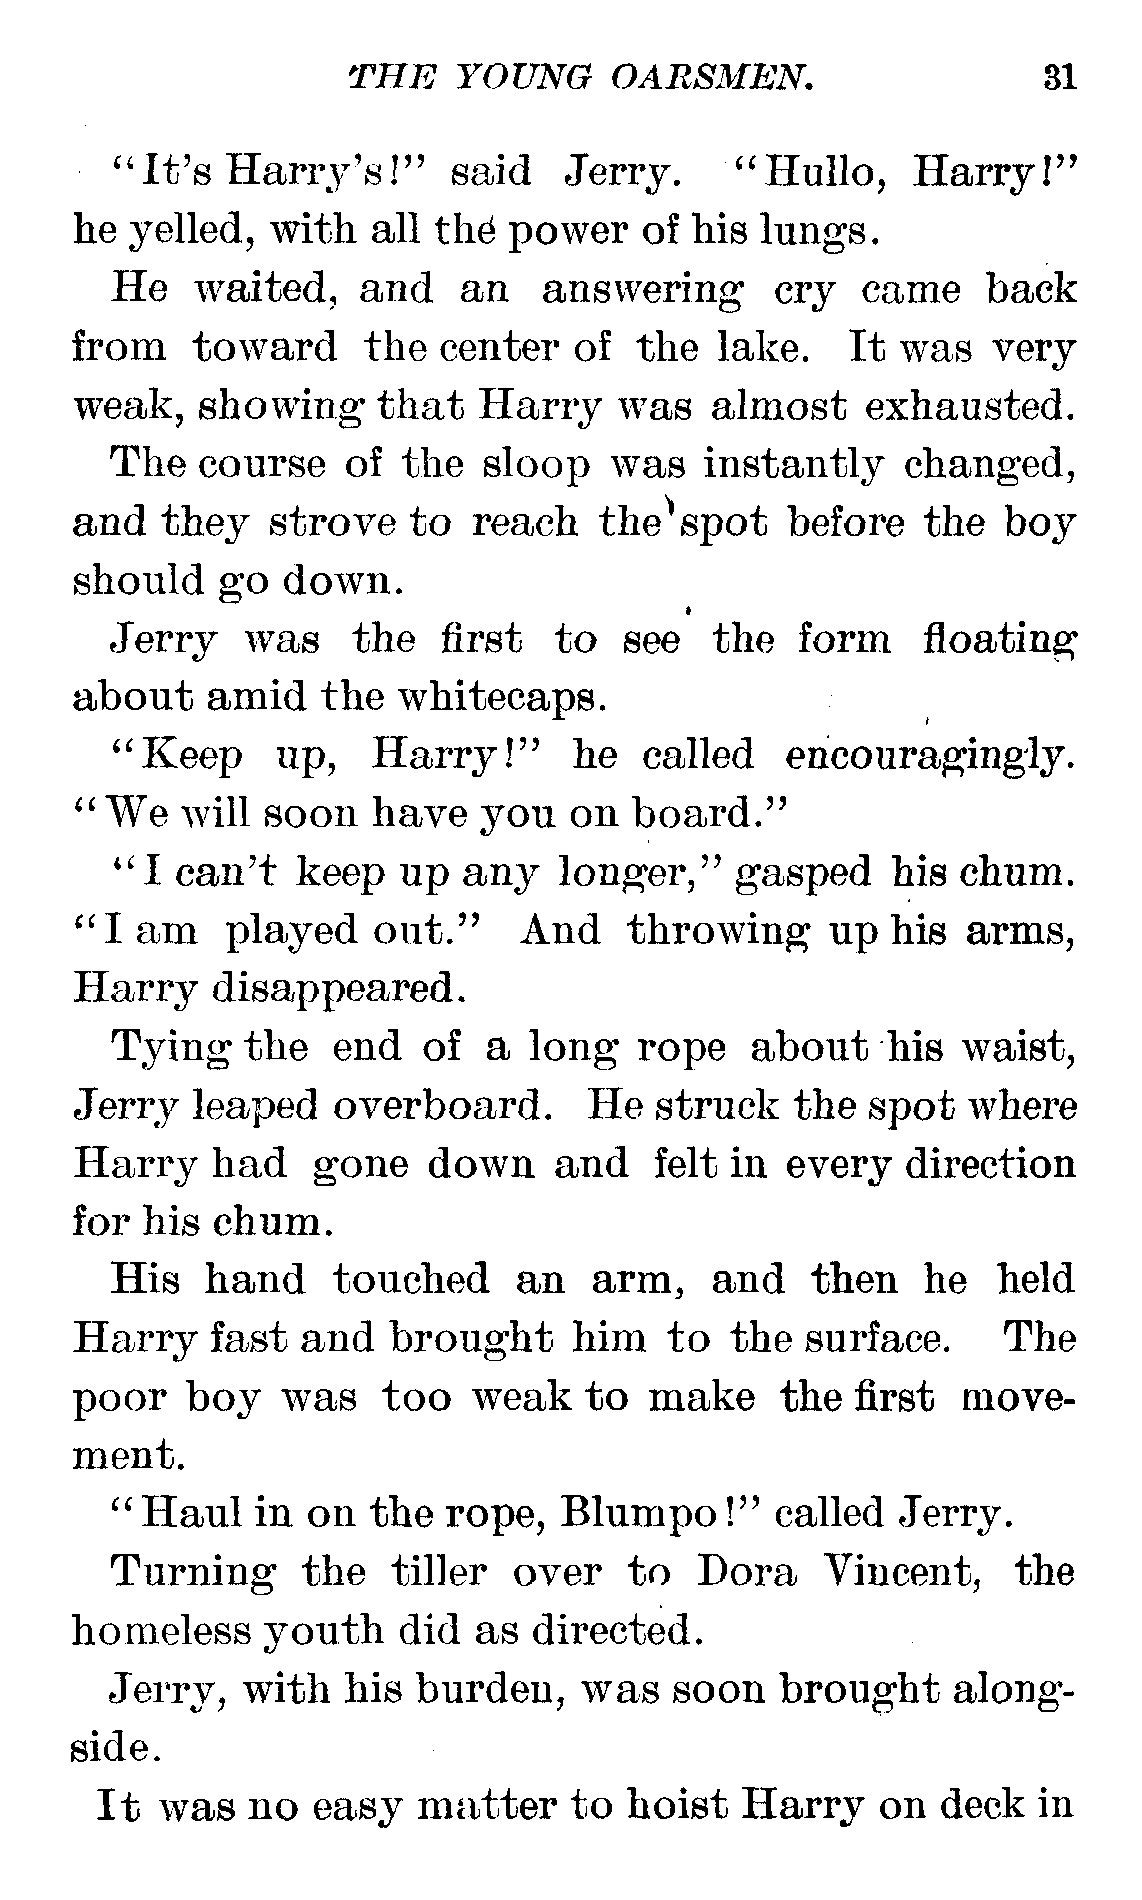 THE YOUNG OARSMEN. 31
“It’s Harry’s!” said Jerry. “Hullo, Harry!”
he yelled, with all the power of his lungs.
He waited, and an answering cry came back
from toward the center of the lake. It was very
weak, showing that Harry was almost exhausted.
The course of the sloop was instantly changed,
and they strove to reach the spot before the boy
should go down.
Jerry was the first to see the form floating
about amid the whitecaps.
“Keep up, Harry!” he called encouragingly.
“We will soon have you on board.”
“I can’t keep up any longer,” gasped his chum.
“I am played out.” And throwing up his arms,
Harry disappeared.
Tying the end of a long rope about his waist,
Jerry leaped overboard. He struck the spot where
Harry had gone down and felt in every direction
for his chum.
His hand touched an arm, and then he held
Harry fast and brought him to the surface. The
poor boy was too weak to make the first move-
ment.
“Haul in on the rope, Blumpo!” called Jerry.
Turning the tiller over to Dora Vincent, the
homeless youth did as directed.
Jerry, with his burden, was soon brought along-
side.
It was no easy matter to hoist Harry on deck in